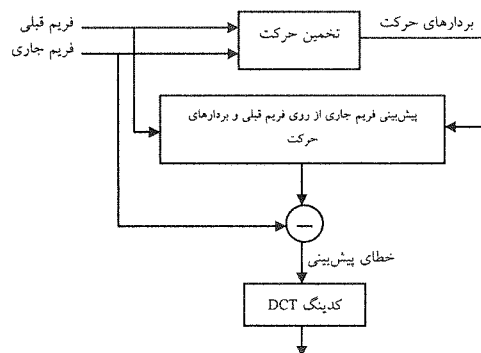 فریم قبلی
فریم جاری
تخمین حرکت
بردارهای حرکت
پیش‌بینی فریم جاری از روی فریم قبلی و بردارهای
حرکت
خطای پیش‌بینی
کدینگ DCT